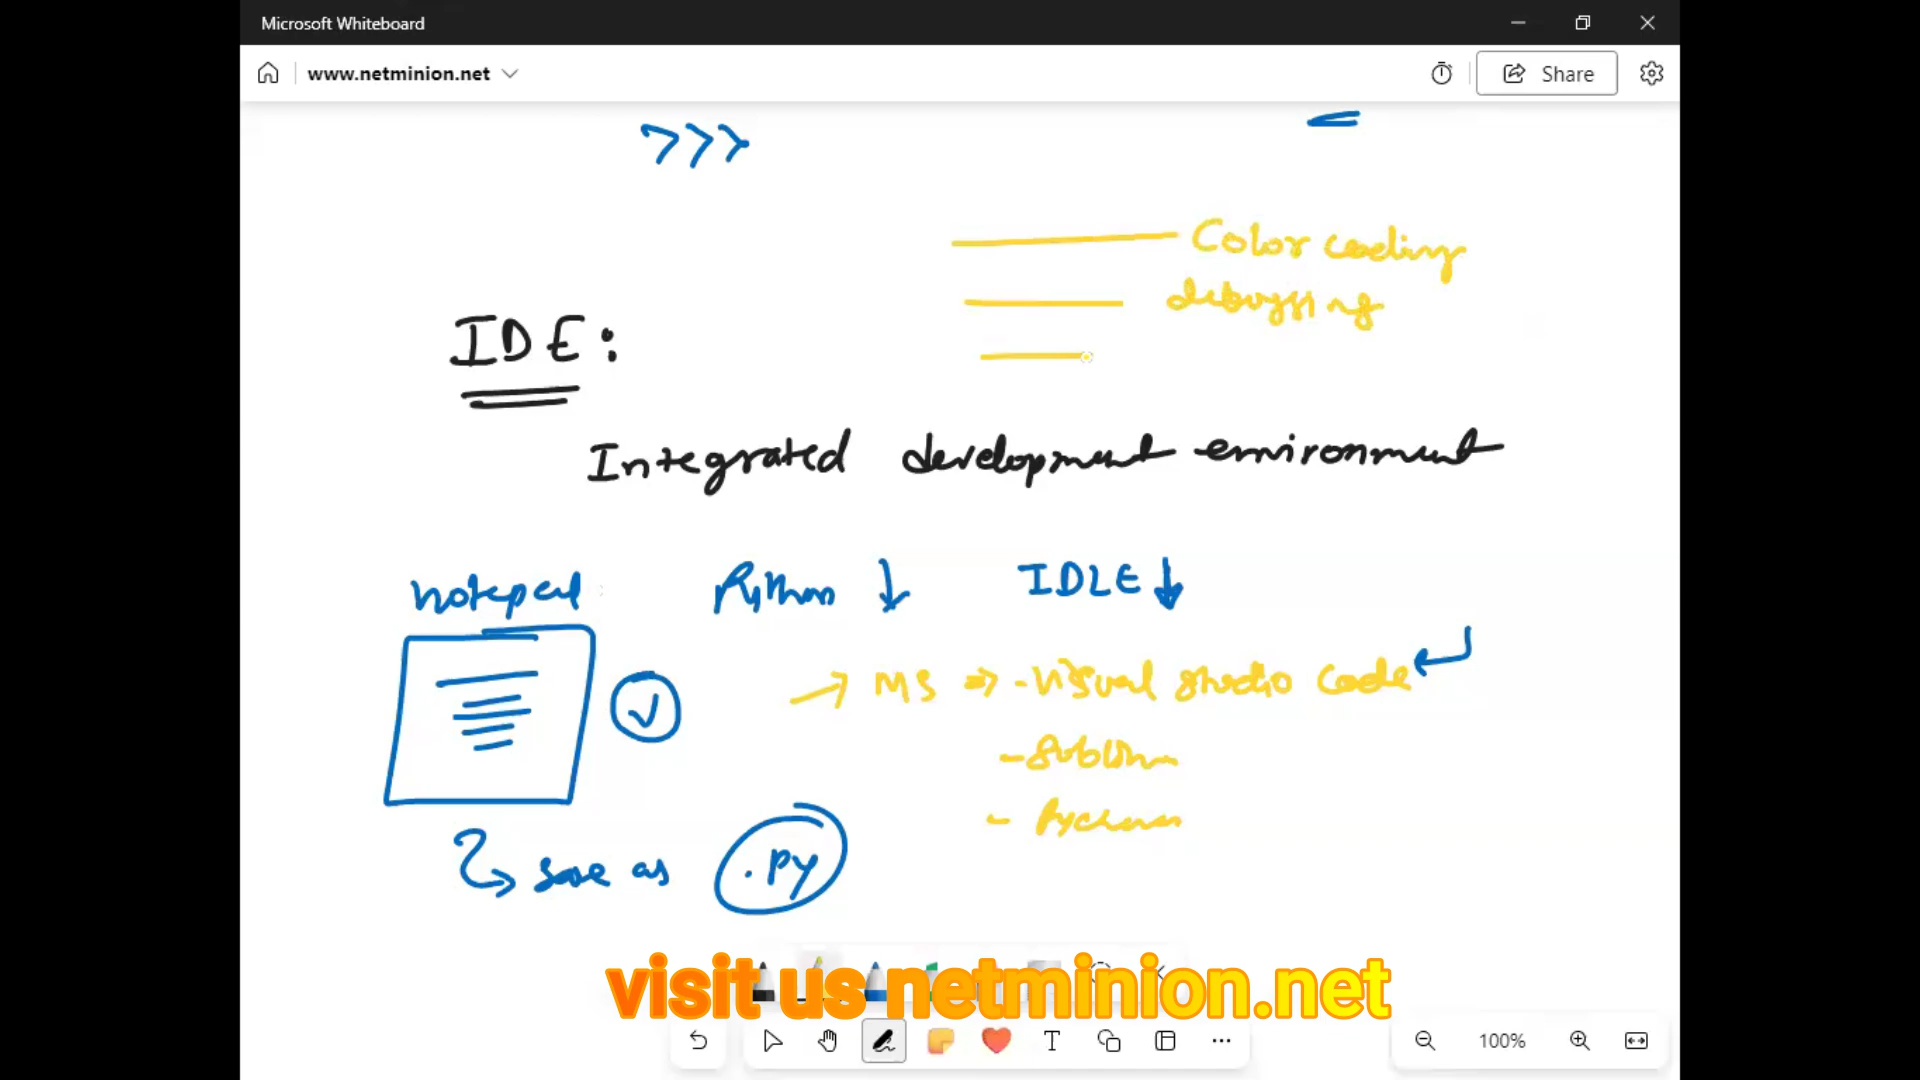 Microsoft Whiteboard
www.netminion.net
Share
>>>
Color coding
debugging
IDE:
Integrated development environment
notepad Python IDLE
MS - Visual Studio Code
- Sublime
- Pycharm
save as .py
visit us netminion.net
100%